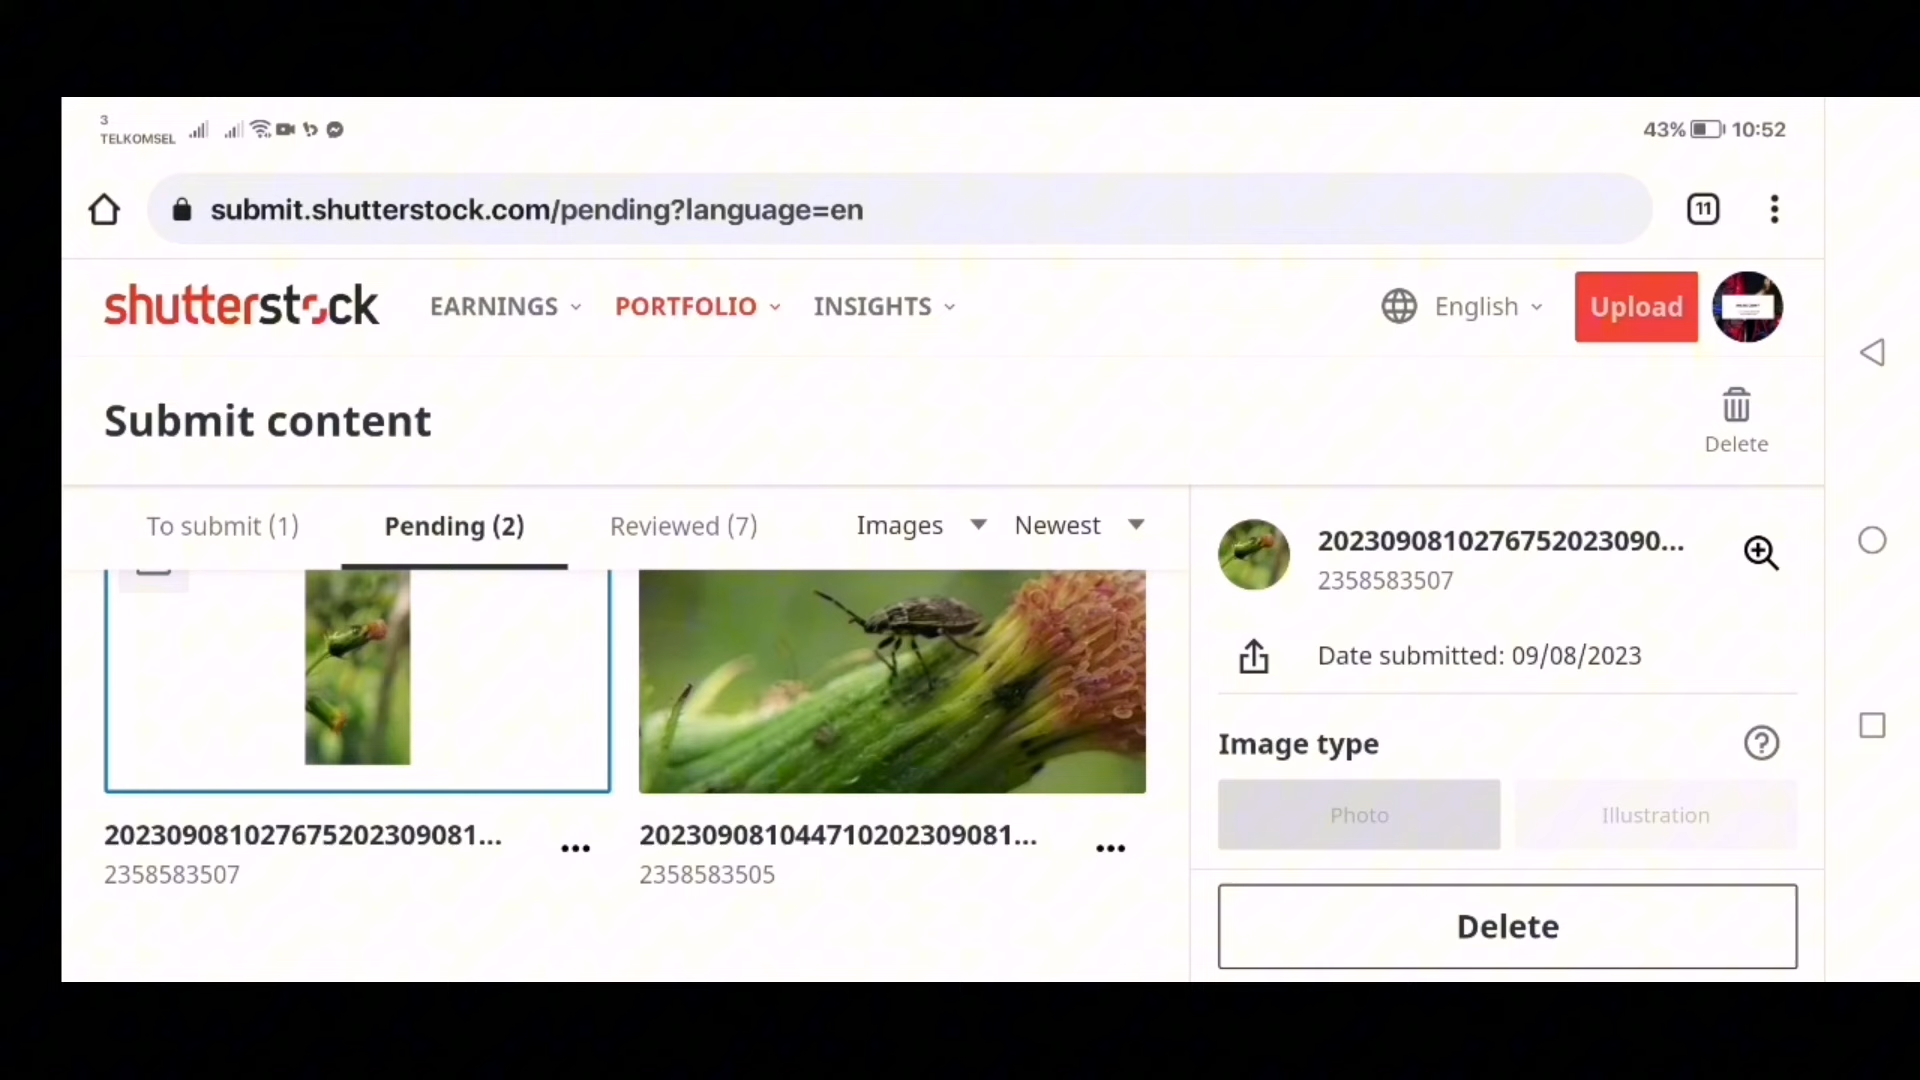 3
TELKOMSEL
43% 10:52
submit.shutterstock.com/pending?language=en
11
shutterstock EARNINGS PORTFOLIO INSIGHTS English Upload
Submit content
Delete
To submit (1) Pending (2) Reviewed (7) Images Newest
2023090810276752023090...
2358583507
Date submitted: 09/08/2023
Image type
Photo Illustration
202309081027675202309081... ...
2358583507
202309081044710202309081... ...
2358583505
Delete